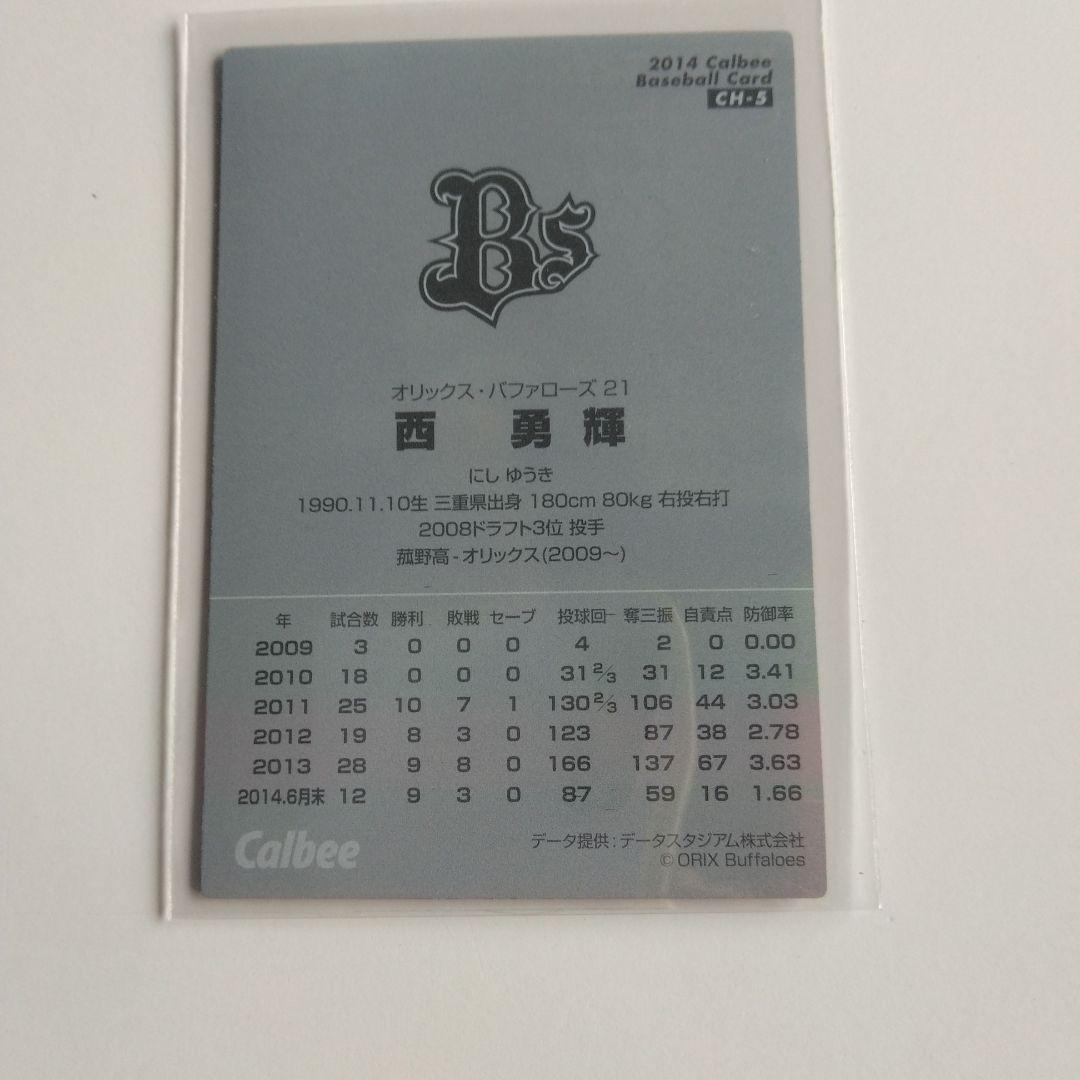 2014 Calbee
Baseball Card
CH-5
Bs
オリックス・バファローズ 21
西 勇輝
にし ゆうき
1990.11.10生 三重県出身 180cm 80kg 右投右打
2008ドラフト3位 投手
菰野高-オリックス(2009〜)
年 試合数 勝利 敗戦 セーブ 投球回 奪三振 自責点 防御率
2009 3 0 0 0 4 2 0 0.00
2010 18 0 0 0 31 2/3 31 12 3.41
2011 25 10 7 1 130 2/3 106 44 3.03
2012 19 8 3 0 123 87 38 2.78
2013 28 9 8 0 166 137 67 3.63
2014.6月末 12 9 3 0 87 59 16 1.66
Calbee
データ提供:データスタジアム株式会社
© ORIX Buffaloes